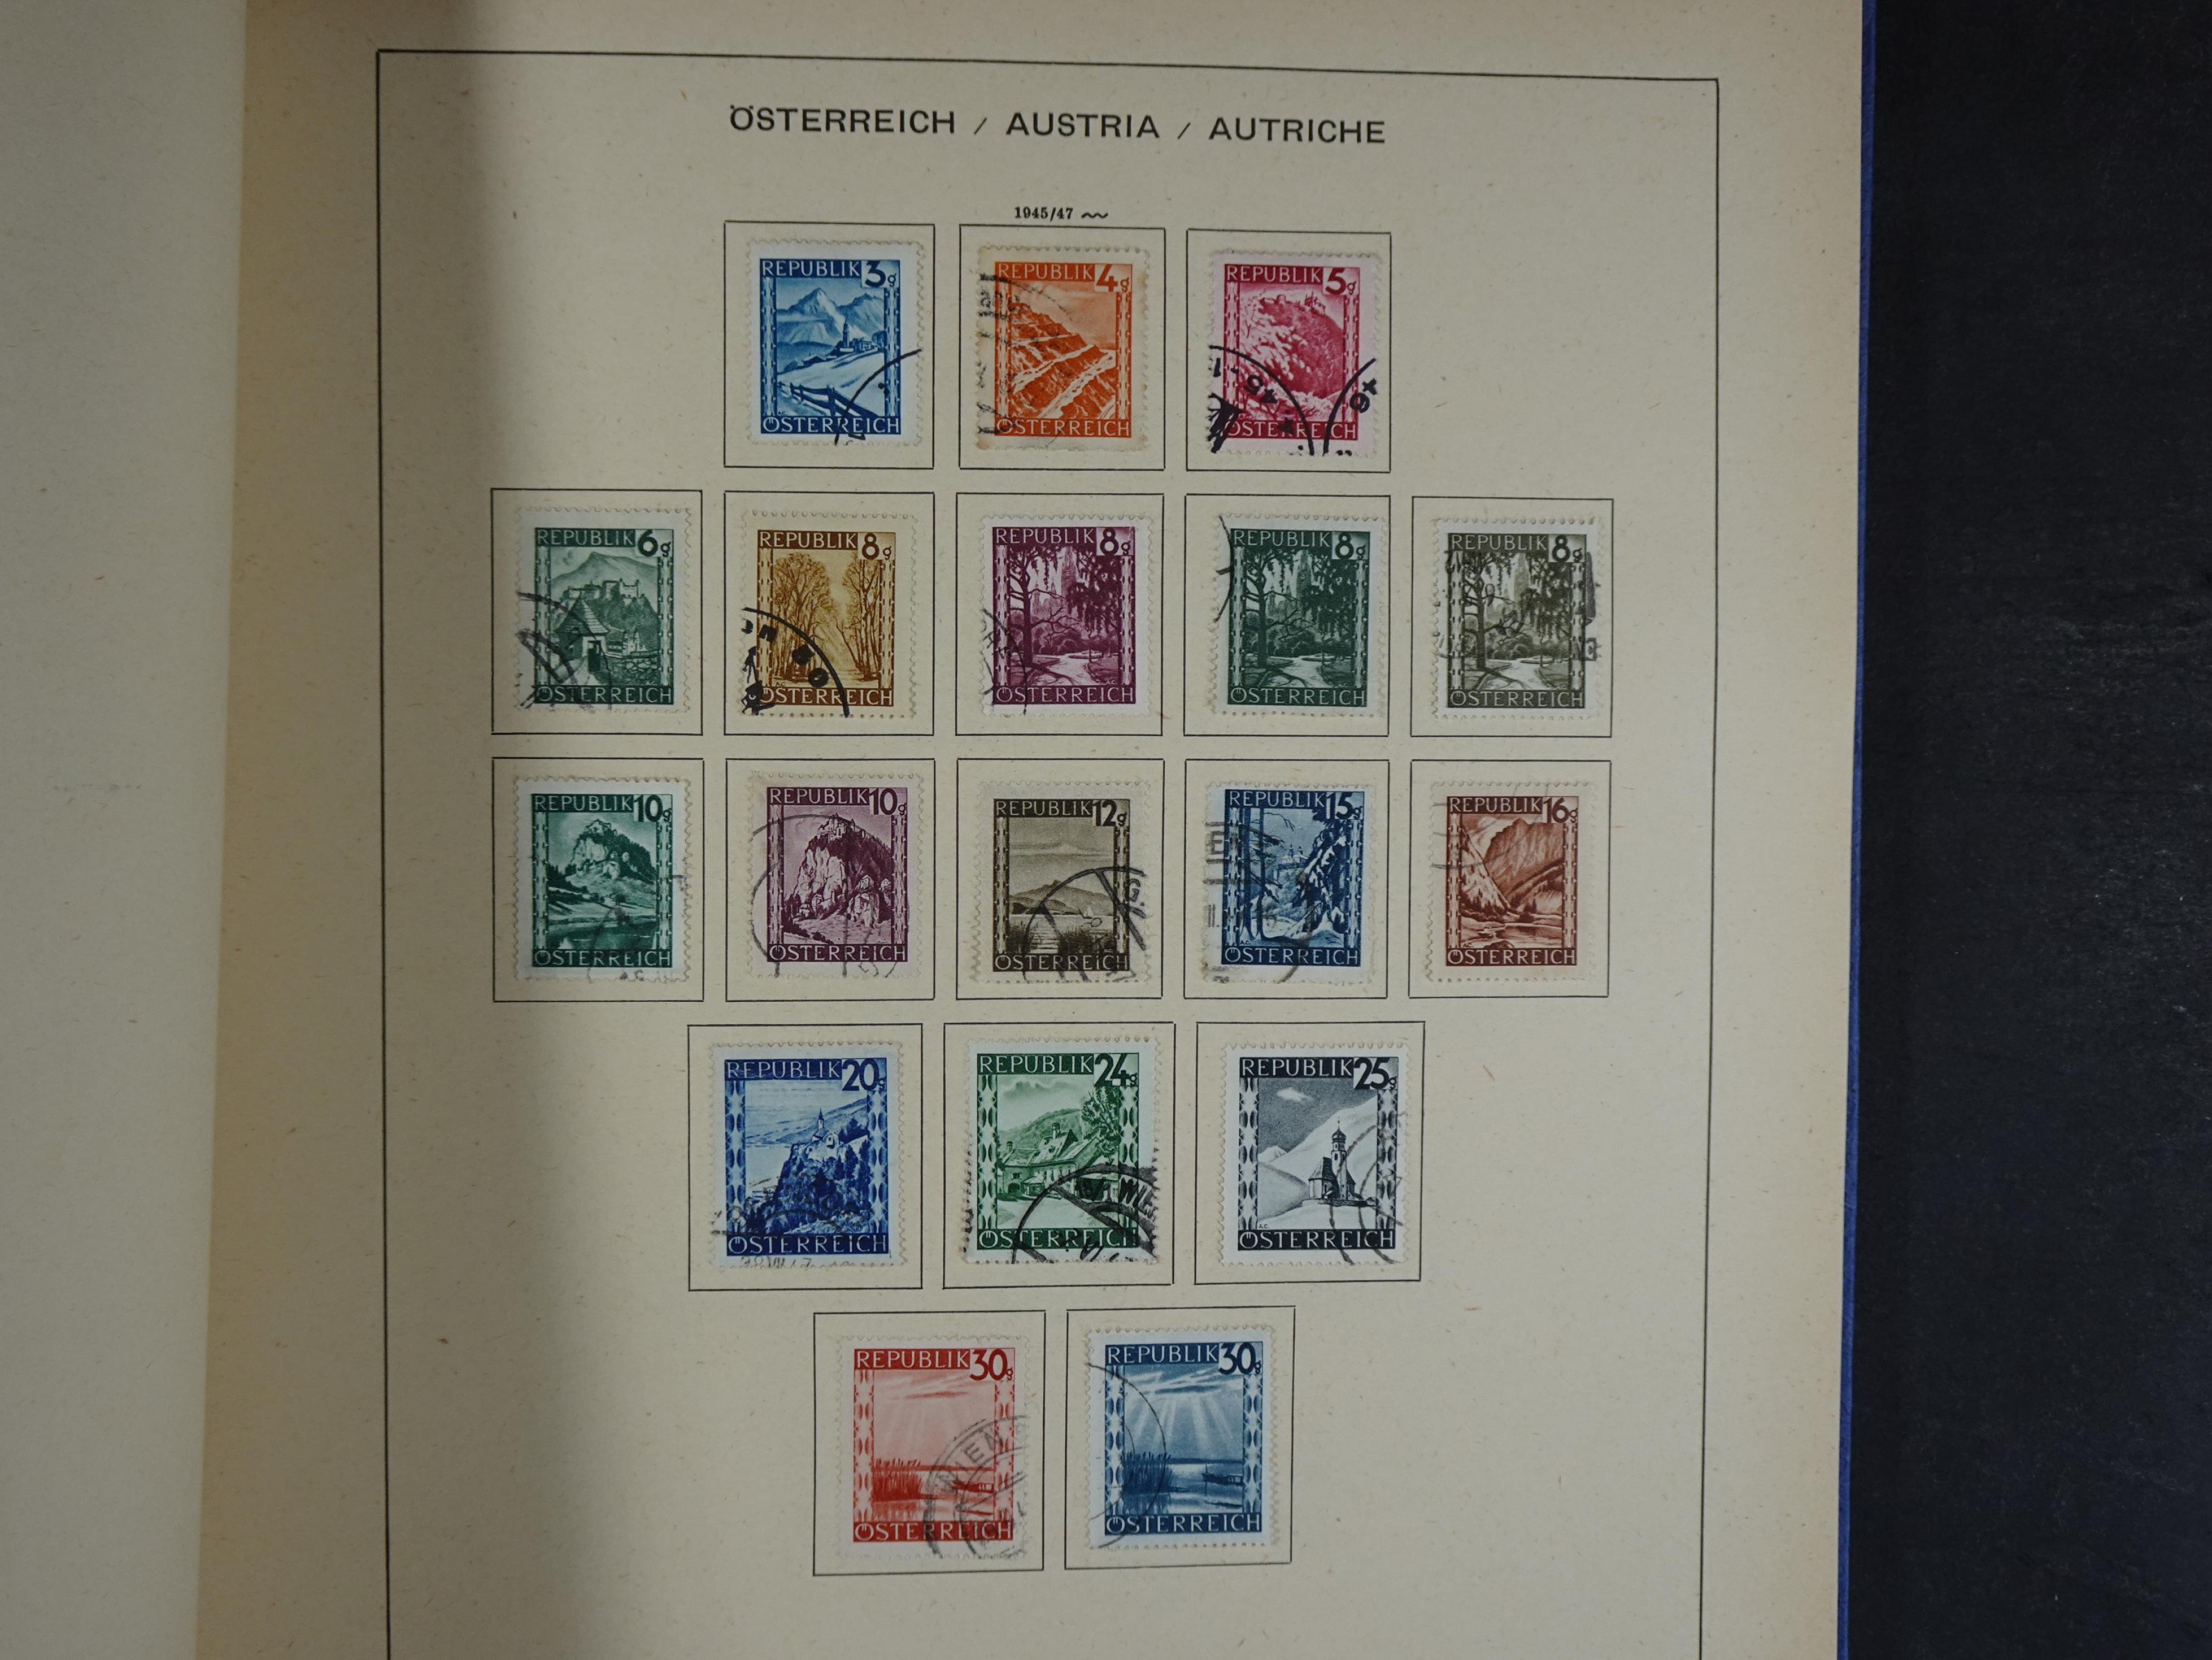 ÖSTERREICH / AUSTRIA / AUTRICHE
1945/47
REPUBLIK 3g
ÖSTERREICH
REPUBLIK 4g
ÖSTERREICH
REPUBLIK 5g
ÖSTERREICH
REPUBLIK 6g
ÖSTERREICH
REPUBLIK 8g
ÖSTERREICH
REPUBLIK 8g
ÖSTERREICH
REPUBLIK 8g
ÖSTERREICH
REPUBLIK 8g
ÖSTERREICH
REPUBLIK 10g
ÖSTERREICH
REPUBLIK 10g
ÖSTERREICH
REPUBLIK 12g
ÖSTERREICH
REPUBLIK 15g
ÖSTERREICH
REPUBLIK 16g
ÖSTERREICH
REPUBLIK 20g
ÖSTERREICH
REPUBLIK 24g
ÖSTERREICH
REPUBLIK 25g
A.C.
ÖSTERREICH
REPUBLIK 30g
WIEN
ÖSTERREICH
REPUBLIK 30g
ÖSTERREICH